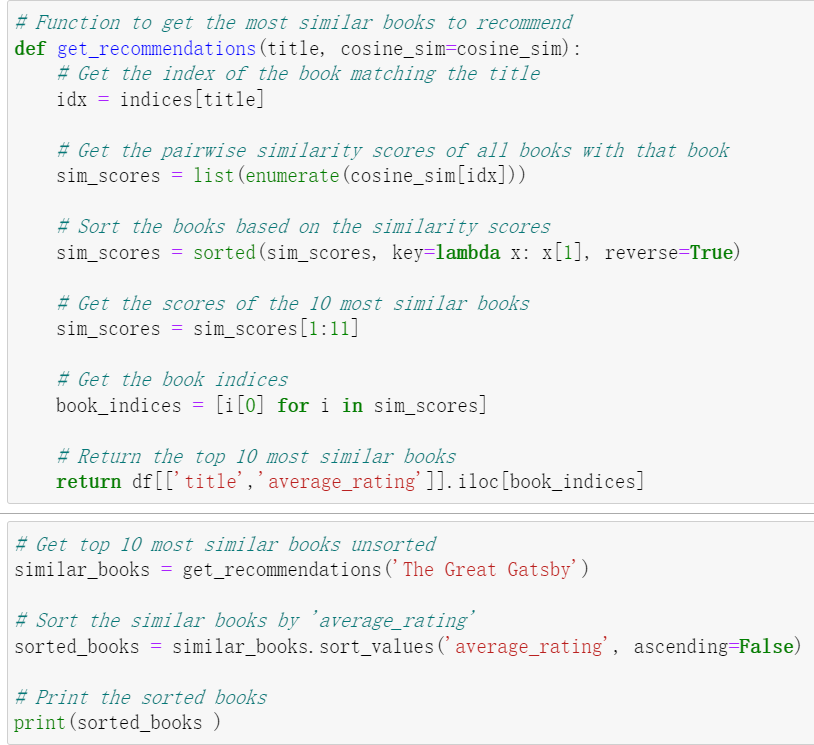 # Function to get the most similar books to recommend
def get_recommendations(title, cosine_sim=cosine_sim):
    # Get the index of the book matching the title
    idx = indices[title]

    # Get the pairwise similarity scores of all books with that book
    sim_scores = list(enumerate(cosine_sim[idx]))

    # Sort the books based on the similarity scores
    sim_scores = sorted(sim_scores, key=lambda x: x[1], reverse=True)

    # Get the scores of the 10 most similar books
    sim_scores = sim_scores[1:11]

    # Get the book indices
    book_indices = [i[0] for i in sim_scores]

    # Return the top 10 most similar books
    return df[['title','average_rating']].iloc[book_indices]

# Get top 10 most similar books unsorted
similar_books = get_recommendations('The Great Gatsby')

# Sort the similar books by 'average_rating'
sorted_books = similar_books.sort_values('average_rating', ascending=False)

# Print the sorted books
print(sorted_books )